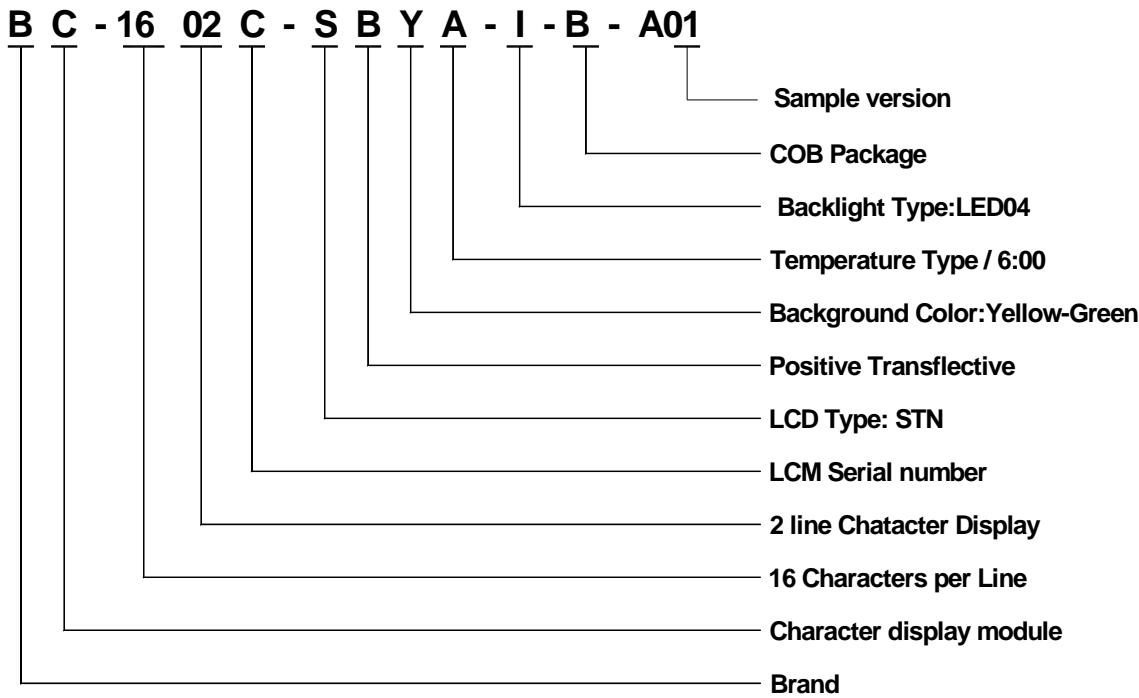 B C - 16 02 C - S B Y A - I - B - A01
Sample version
COB Package
Backlight Type:LED04
Temperature Type / 6:00
Background Color:Yellow-Green
Positive Transflective
LCD Type: STN
LCM Serial number
2 line Chatacter Display
16 Characters per Line
Character display module
Brand